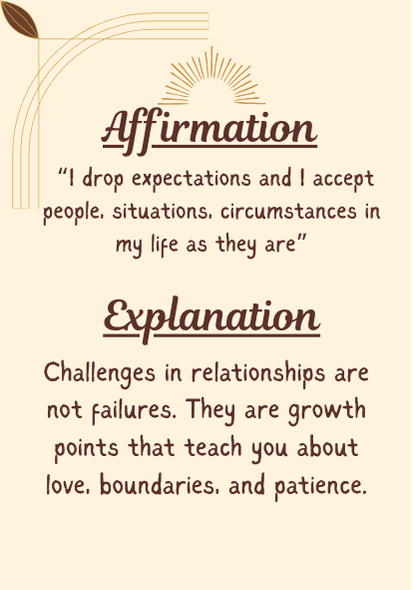 Affirmation
“I drop expectations and I accept
people, situations, circumstances in
my life as they are”
Explanation
Challenges in relationships are
not failures. They are growth
points that teach you about
love, boundaries, and patience.